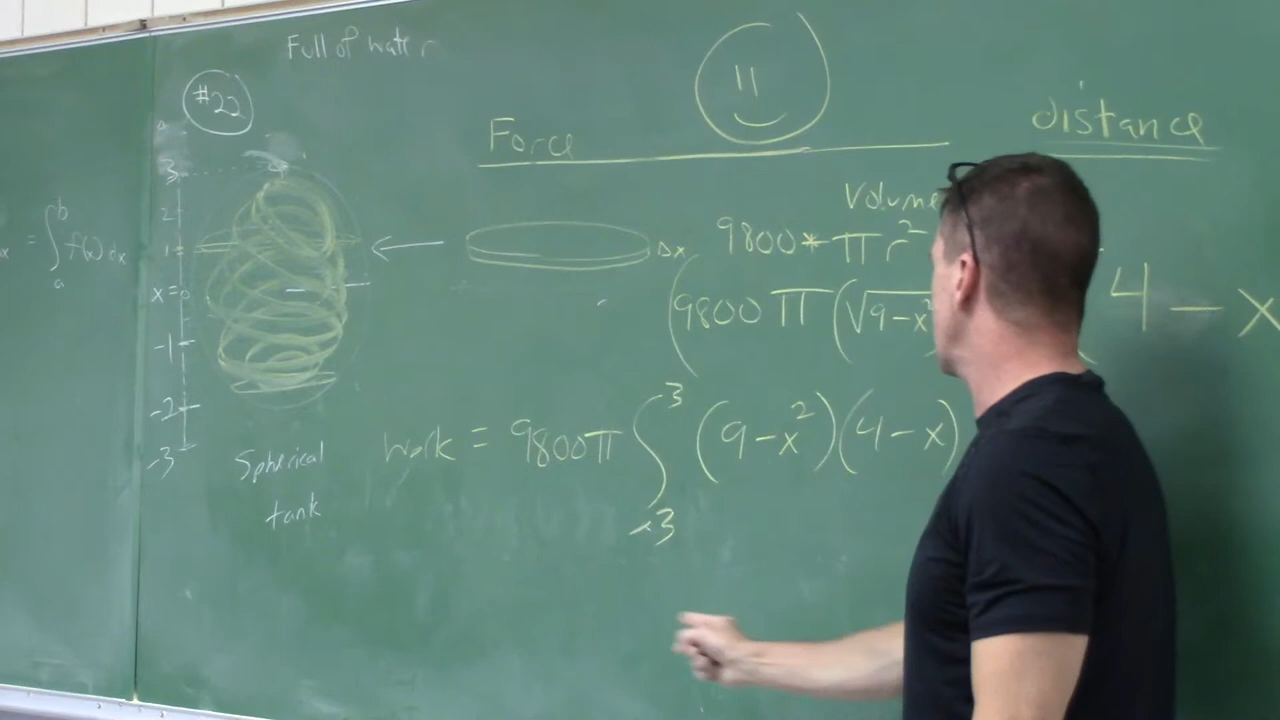 Full of water
#22
Force
distance
3
2
1
x=0
-1
-2
-3
= ∫_a^b f(x) dx
Δx
Volume
9800 * π r²
(9800 π (√9-x²
4 - x
Work = 9800π ∫_{-3}^{3} (9-x²)(4-x)
Spherical
tank